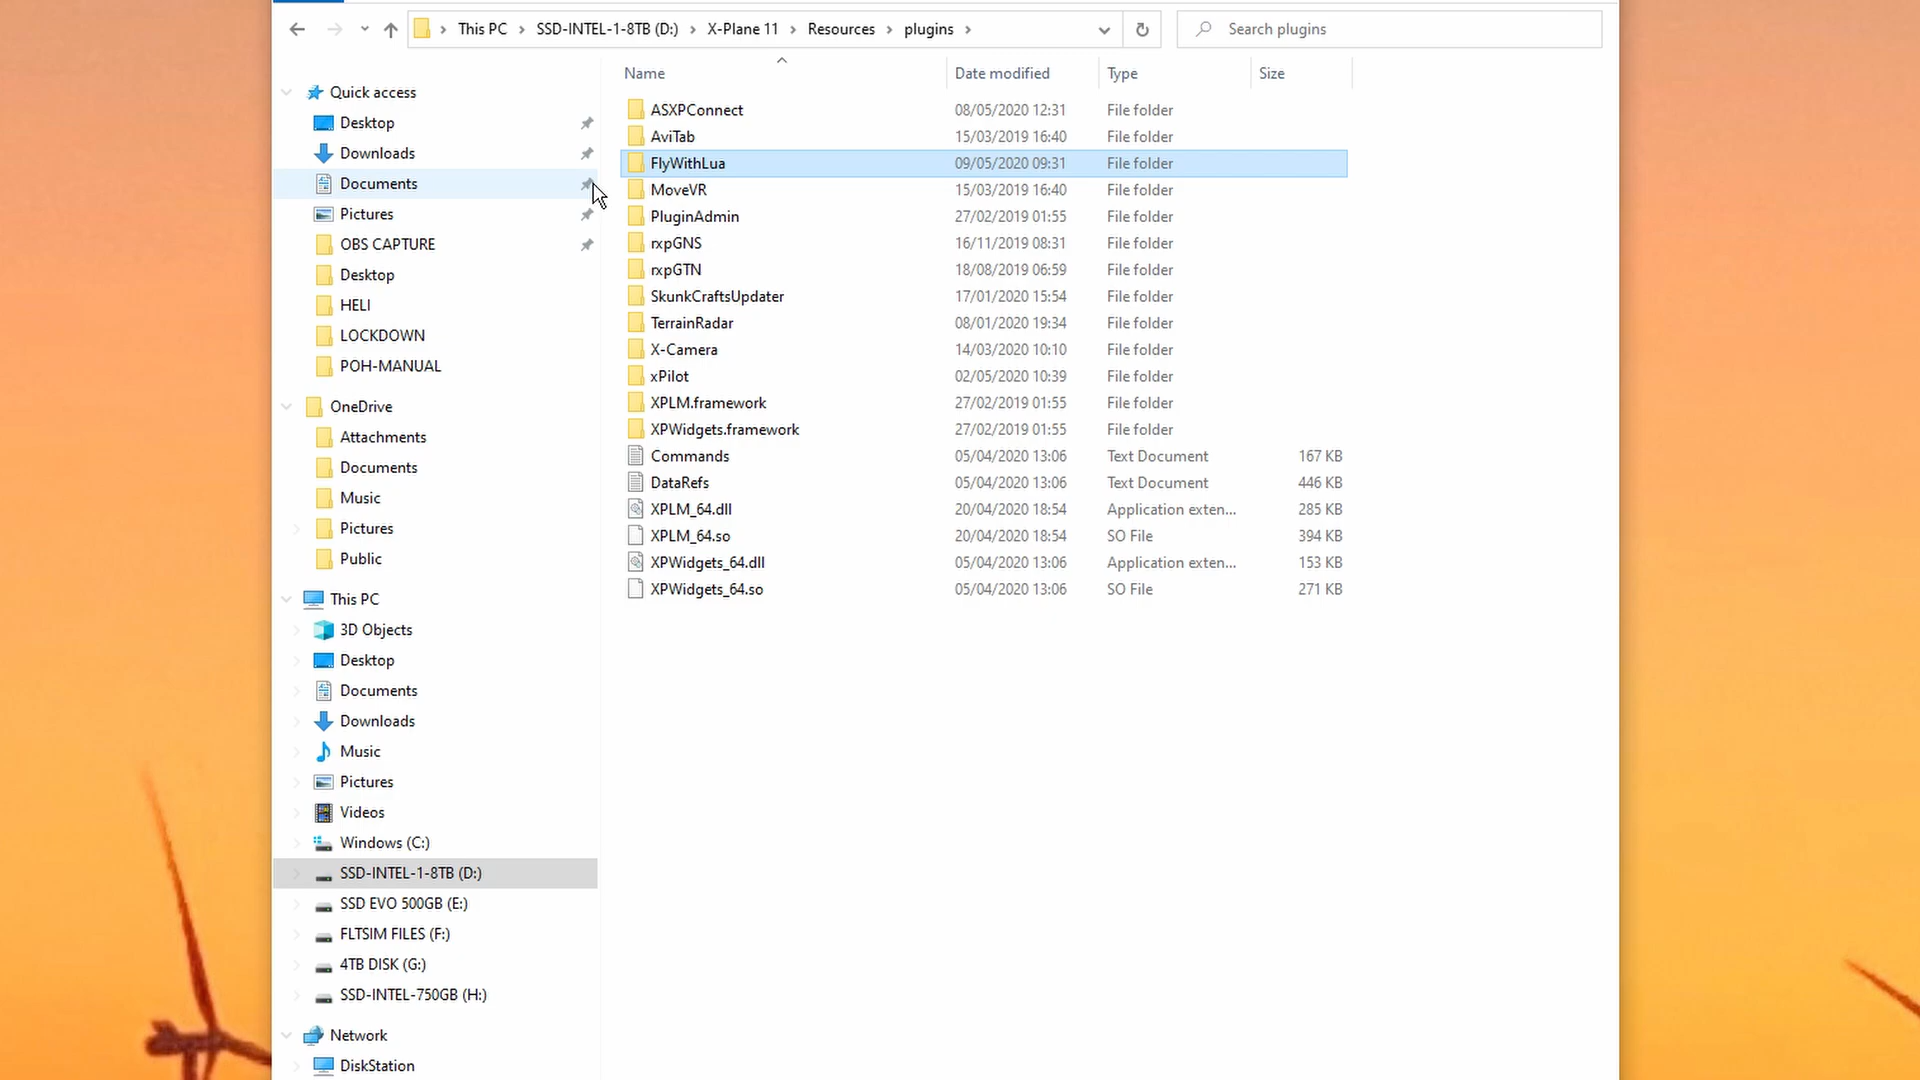 This PC > SSD-INTEL-1-8TB (D:) > X-Plane 11 > Resources > plugins >
Search plugins
Name Date modified Type Size
Quick access
Desktop
Downloads
Documents
Pictures
OBS CAPTURE
Desktop
HELI
LOCKDOWN
POH-MANUAL
OneDrive
Attachments
Documents
Music
Pictures
Public
This PC
3D Objects
Desktop
Documents
Downloads
Music
Pictures
Videos
Windows (C:)
SSD-INTEL-1-8TB (D:)
SSD EVO 500GB (E:)
FLTSIM FILES (F:)
4TB DISK (G:)
SSD-INTEL-750GB (H:)
Network
DiskStation
ASXPConnect 08/05/2020 12:31 File folder
AviTab 15/03/2019 16:40 File folder
FlyWithLua 09/05/2020 09:31 File folder
MoveVR 15/03/2019 16:40 File folder
PluginAdmin 27/02/2019 01:55 File folder
rxpGNS 16/11/2019 08:31 File folder
rxpGTN 18/08/2019 06:59 File folder
SkunkCraftsUpdater 17/01/2020 15:54 File folder
TerrainRadar 08/01/2020 19:34 File folder
X-Camera 14/03/2020 10:10 File folder
xPilot 02/05/2020 10:39 File folder
XPLM.framework 27/02/2019 01:55 File folder
XPWidgets.framework 27/02/2019 01:55 File folder
Commands 05/04/2020 13:06 Text Document 167 KB
DataRefs 05/04/2020 13:06 Text Document 446 KB
XPLM_64.dll 20/04/2020 18:54 Application exten... 285 KB
XPLM_64.so 20/04/2020 18:54 SO File 394 KB
XPWidgets_64.dll 05/04/2020 13:06 Application exten... 153 KB
XPWidgets_64.so 05/04/2020 13:06 SO File 271 KB